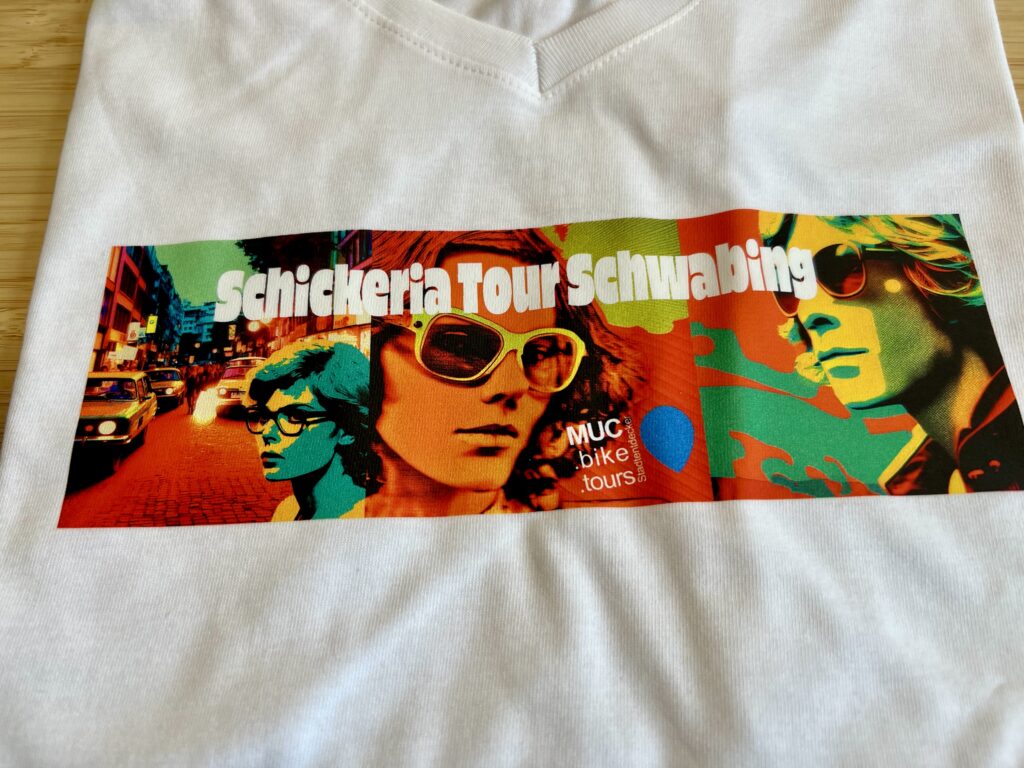 Schickeria Tour Schwabing
MUC
.bike
.tours
Stadtentdecker